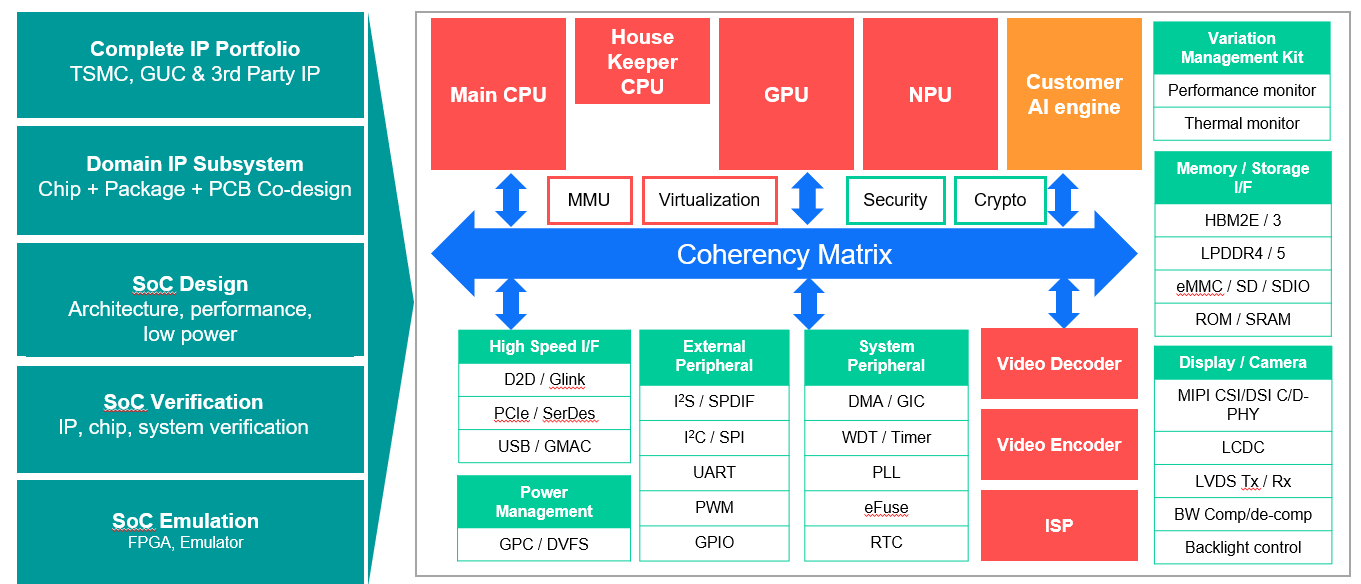 Complete IP Portfolio
TSMC, GUC & 3rd Party IP
Domain IP Subsystem
Chip + Package + PCB Co-design
SoC Design
Architecture, performance,
low power
SoC Verification
IP, chip, system verification
SoC Emulation
FPGA, Emulator
Main CPU
House
Keeper
CPU
GPU
NPU
Customer
AI engine
MMU
Virtualization
Security
Crypto
Coherency Matrix
High Speed I/F
D2D / Glink
PCIe / SerDes
USB / GMAC
Power
Management
GPC / DVFS
External
Peripheral
I²S / SPDIF
I²C / SPI
UART
PWM
GPIO
System
Peripheral
DMA / GIC
WDT / Timer
PLL
eFuse
RTC
Video Decoder
Video Encoder
ISP
Variation
Management Kit
Performance monitor
Thermal monitor
Memory / Storage
I/F
HBM2E / 3
LPDDR4 / 5
eMMC / SD / SDIO
ROM / SRAM
Display / Camera
MIPI CSI/DSI C/D-
PHY
LCDC
LVDS Tx / Rx
BW Comp/de-comp
Backlight control